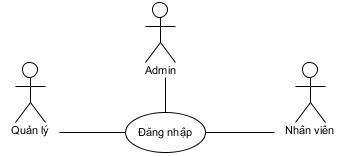 Admin
Quản lý
Đăng nhập
Nhân viên